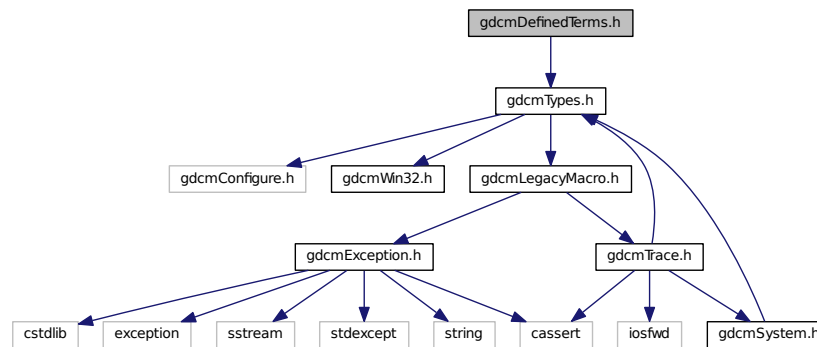 gdcmDefinedTerms.h
gdcmTypes.h
gdcmConfigure.h
gdcmWin32.h
gdcmLegacyMacro.h
gdcmException.h
gdcmTrace.h
cstdlib
exception
sstream
stdexcept
string
cassert
iosfwd
gdcmSystem.h